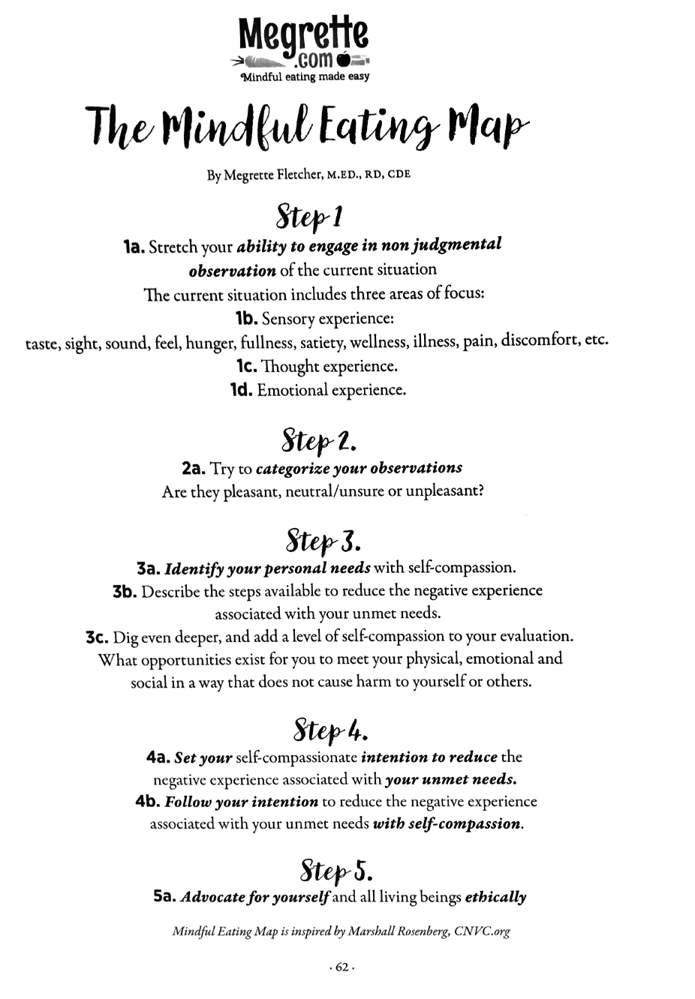 Megrette
.com
Mindful eating made easy
The Mindful Eating Map
By Megrette Fletcher, M.ED., RD, CDE
Step 1
1a. Stretch your ability to engage in non judgmental
observation of the current situation
The current situation includes three areas of focus:
1b. Sensory experience:
taste, sight, sound, feel, hunger, fullness, satiety, wellness, illness, pain, discomfort, etc.
1c. Thought experience.
1d. Emotional experience.
Step 2.
2a. Try to categorize your observations
Are they pleasant, neutral/unsure or unpleasant?
Step 3.
3a. Identify your personal needs with self-compassion.
3b. Describe the steps available to reduce the negative experience
associated with your unmet needs.
3c. Dig even deeper, and add a level of self-compassion to your evaluation.
What opportunities exist for you to meet your physical, emotional and
social in a way that does not cause harm to yourself or others.
Step 4.
4a. Set your self-compassionate intention to reduce the
negative experience associated with your unmet needs.
4b. Follow your intention to reduce the negative experience
associated with your unmet needs with self-compassion.
Step 5.
5a. Advocate for yourself and all living beings ethically
Mindful Eating Map is inspired by Marshall Rosenberg, CNVC.org
· 62 ·